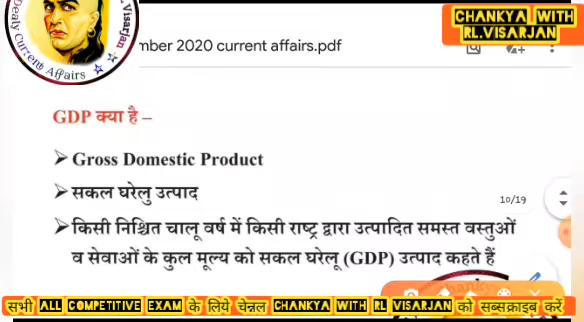 Visarjan
Dealy Current Affairs
mber 2020 current affairs.pdf
CHANKYA WITH
RL.VISARJAN
GDP क्या है –
➢ Gross Domestic Product
➢ सकल घरेलु उत्पाद
10/19
➢ किसी निश्चित चालू वर्ष में किसी राष्ट्र द्वारा उत्पादित समस्त वस्तुओं
व सेवाओं के कुल मूल्य को सकल घरेलू (GDP) उत्पाद कहते हैं
सभी ALL COMPETITIVE EXAM के लिये चेन्नल CHANKYA WITH RL VISARJAN को सब्सक्राइब करें